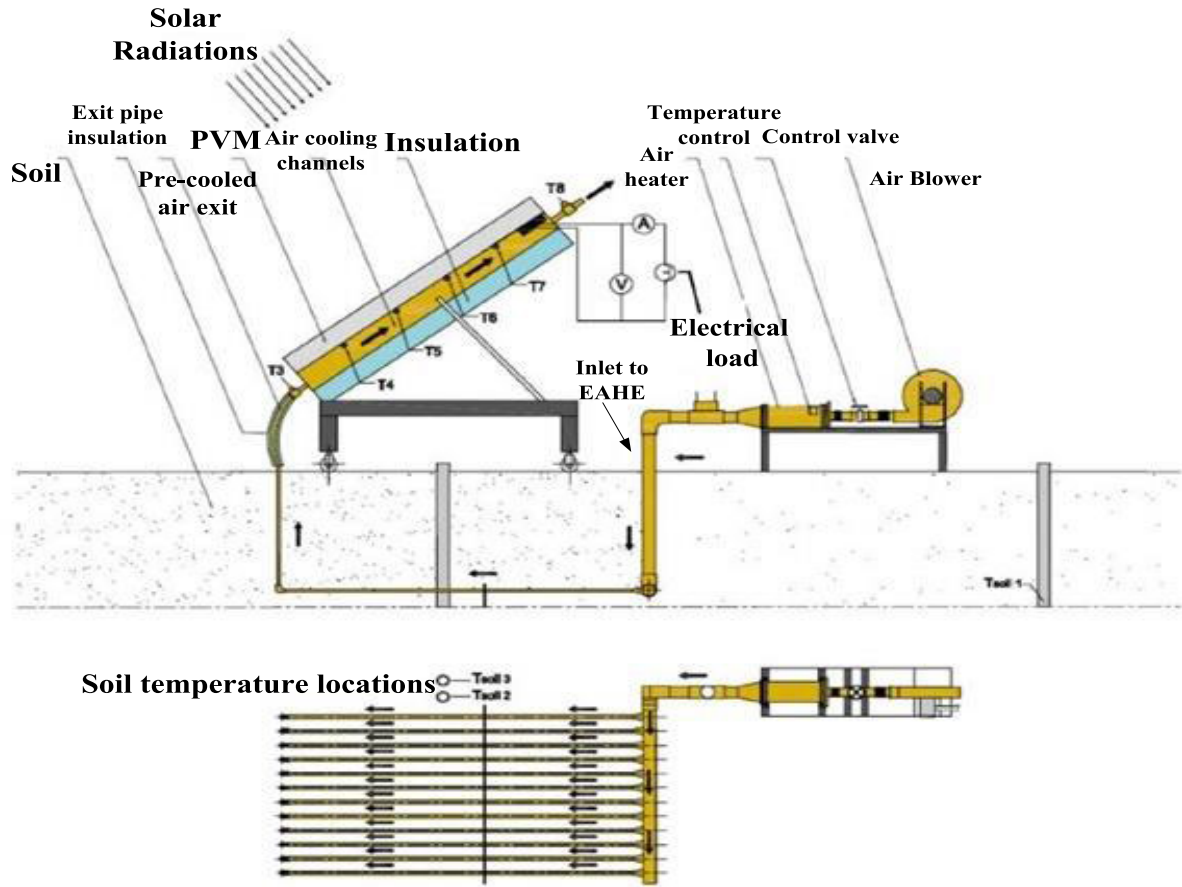 Solar
Radiations
Exit pipe
insulation
PVM
Air cooling
channels
Insulation
Temperature
control
Control valve
Air
heater
Air Blower
Soil
Pre-cooled
air exit
T8
A
V
~
T7
T6
T5
T4
T3
Electrical
load
Inlet to
EAHE
Tsoil 1
Soil temperature locations
Tsoil 3
Tsoil 2